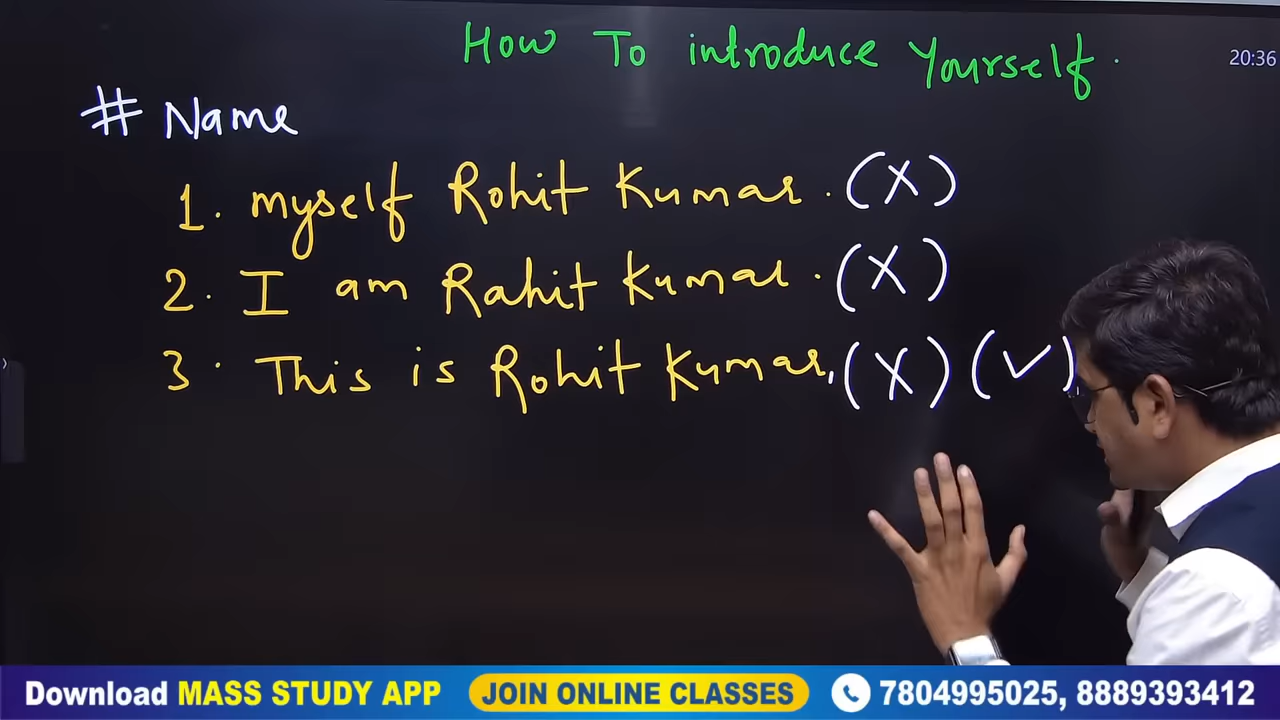 How To introduce Yourself.
20:36
# Name
1. myself Rohit Kumar. (X)
2. I am Rahit Kumar. (X)
3. This is Rohit Kumar, (X) (✓)
Download MASS STUDY APP JOIN ONLINE CLASSES 7804995025, 8889393412